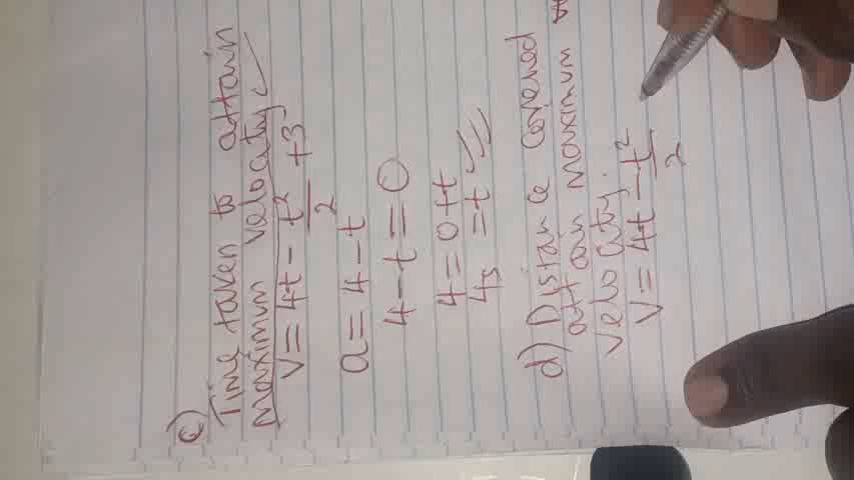 c)
Time taken to attain
maximum velocity
v = 4t - t²/2 + 3
a = 4 - t
4 - t = 0
4 = 0 + t
4s = t
d) Distance covered
attain maximum
velocity.
v = 4t - t²/2